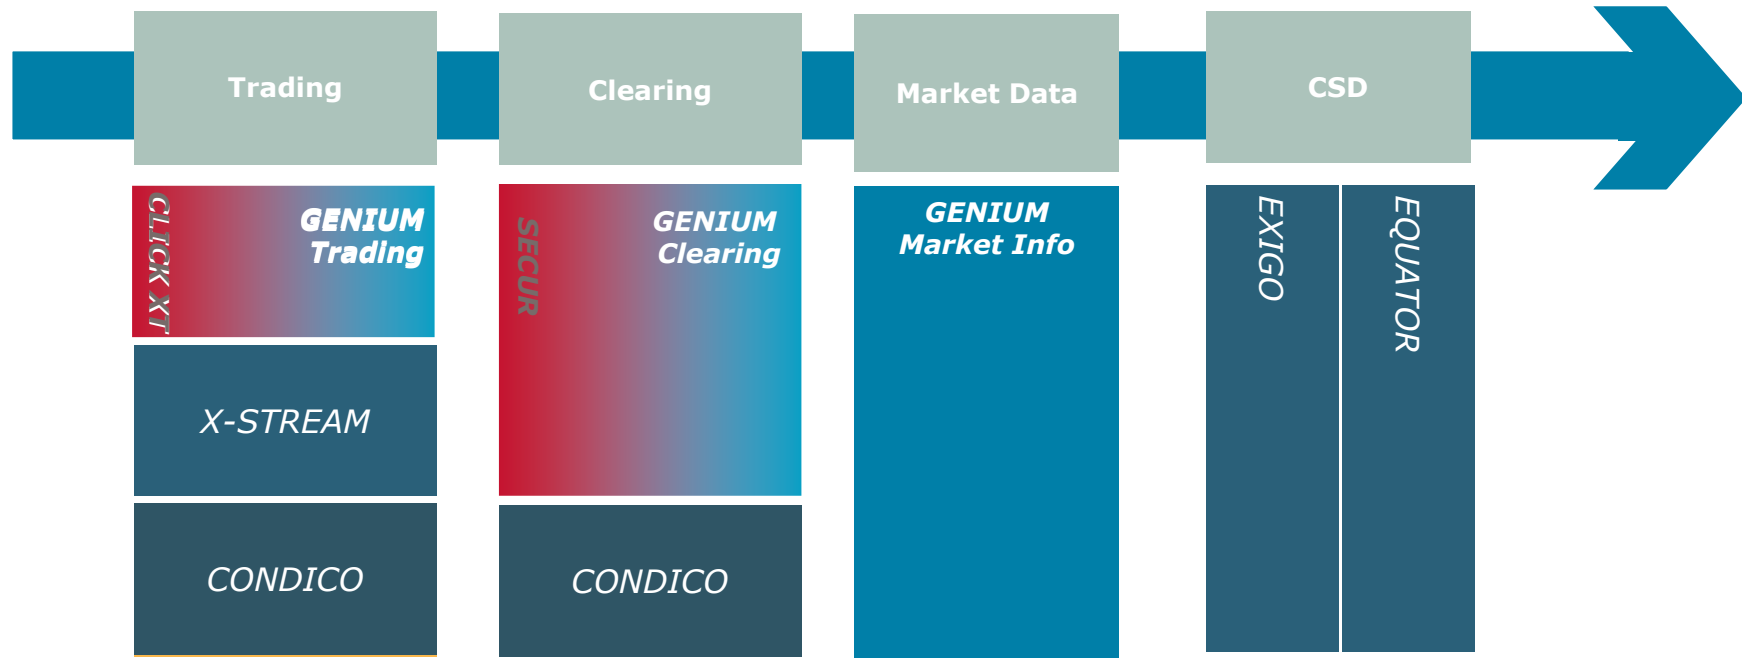 Trading
Clearing
Market Data
CSD
CLICK XT
GENIUM
Trading
SECUR
GENIUM
Clearing
GENIUM
Market Info
EXIGO
EQUATOR
X-STREAM
CONDICO
CONDICO